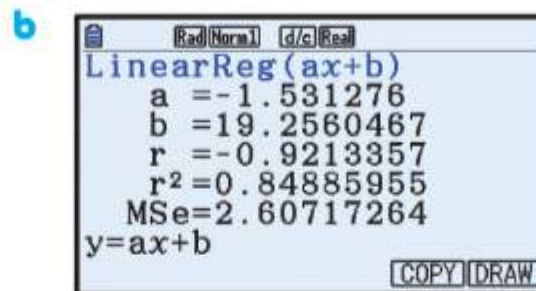 b
Rad Norm1 d/c Real
LinearReg(ax+b)
a =-1.531276
b =19.2560467
r =-0.9213357
r²=0.84885955
MSe=2.60717264
y=ax+b
COPY DRAW